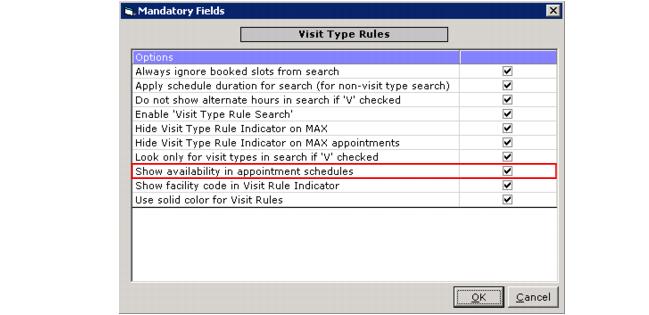 Mandatory Fields
Visit Type Rules
Options
Always ignore booked slots from search
Apply schedule duration for search (for non-visit type search)
Do not show alternate hours in search if 'V' checked
Enable 'Visit Type Rule Search'
Hide Visit Type Rule Indicator on MAX
Hide Visit Type Rule Indicator on MAX appointments
Look only for visit types in search if 'V' checked
Show availability in appointment schedules
Show facility code in Visit Rule Indicator
Use solid color for Visit Rules
OK Cancel